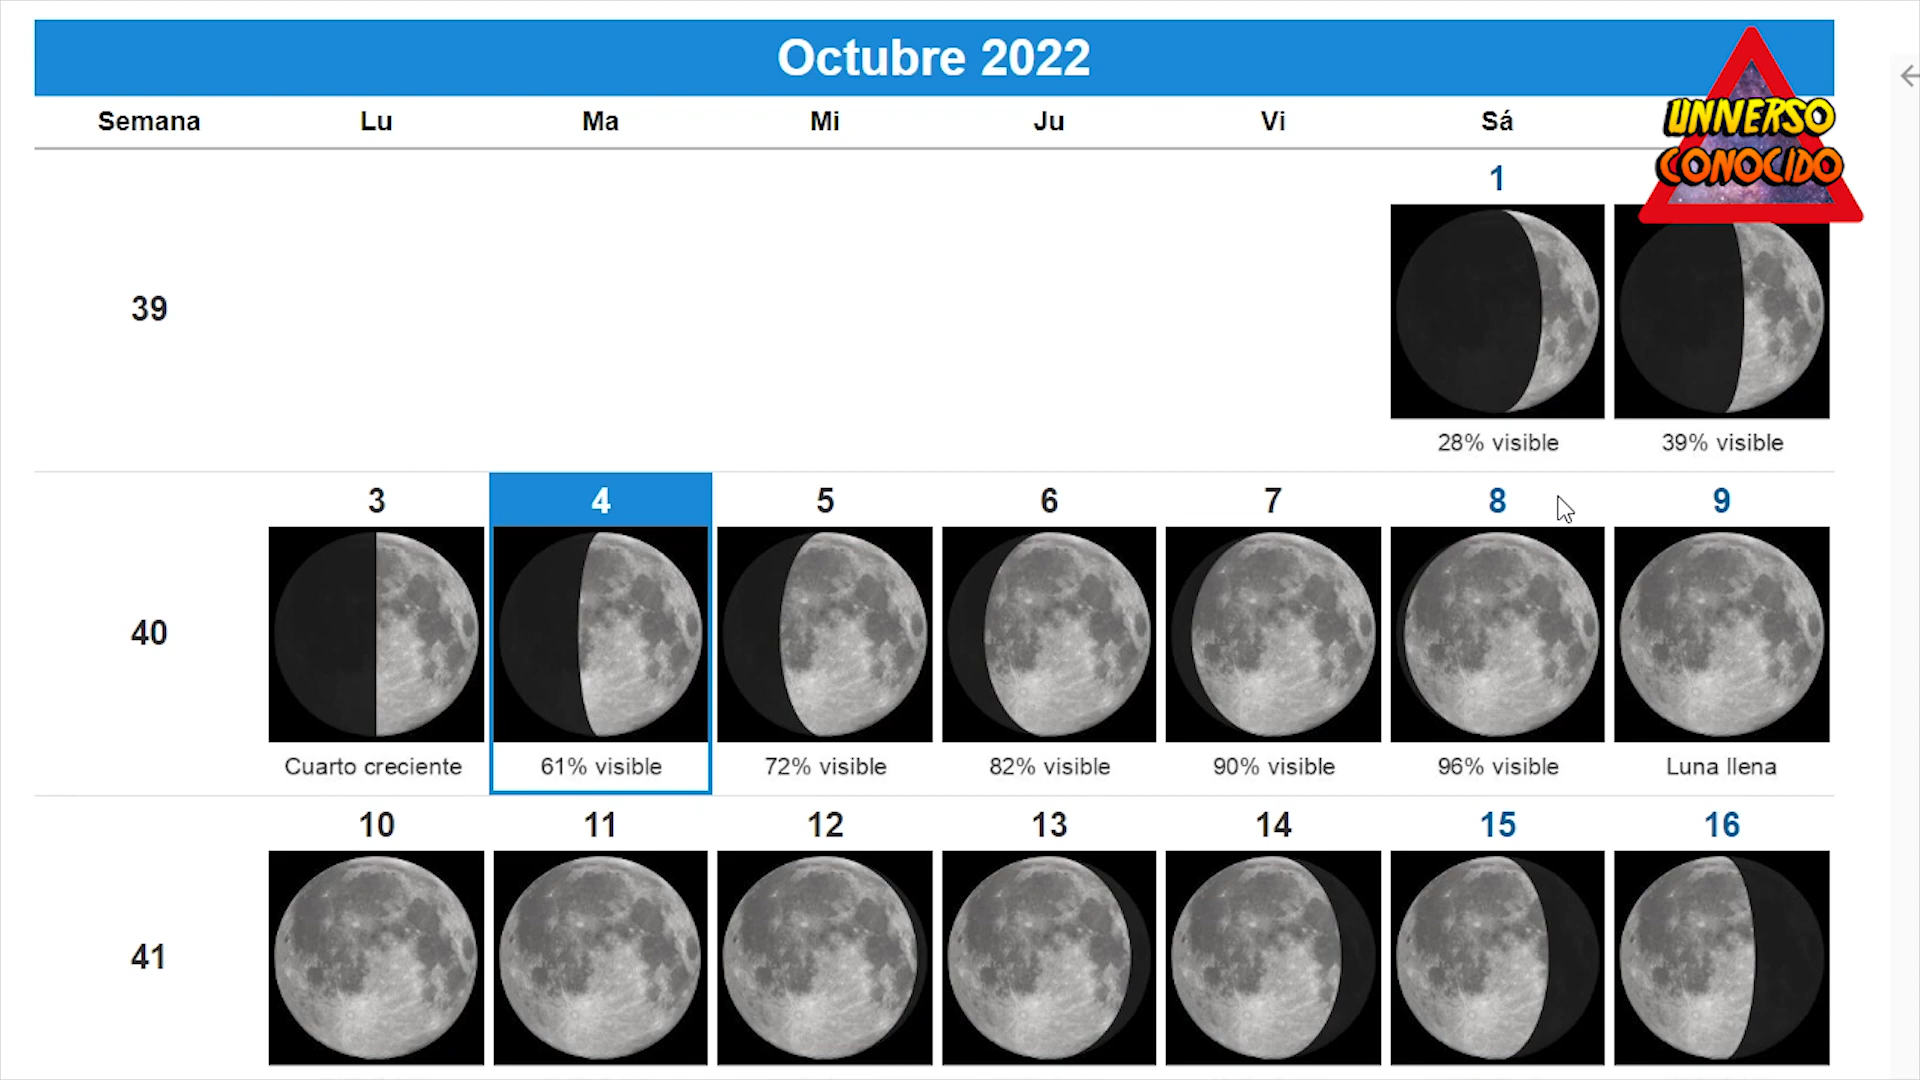 Octubre 2022
UNIVERSO
CONOCIDO
Semana Lu Ma Mi Ju Vi Sá
1
39
28% visible 39% visible
3 4 5 6 7 8 9
40
Cuarto creciente 61% visible 72% visible 82% visible 90% visible 96% visible Luna llena
10 11 12 13 14 15 16
41